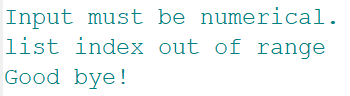 Input must be numerical.
list index out of range
Good bye!